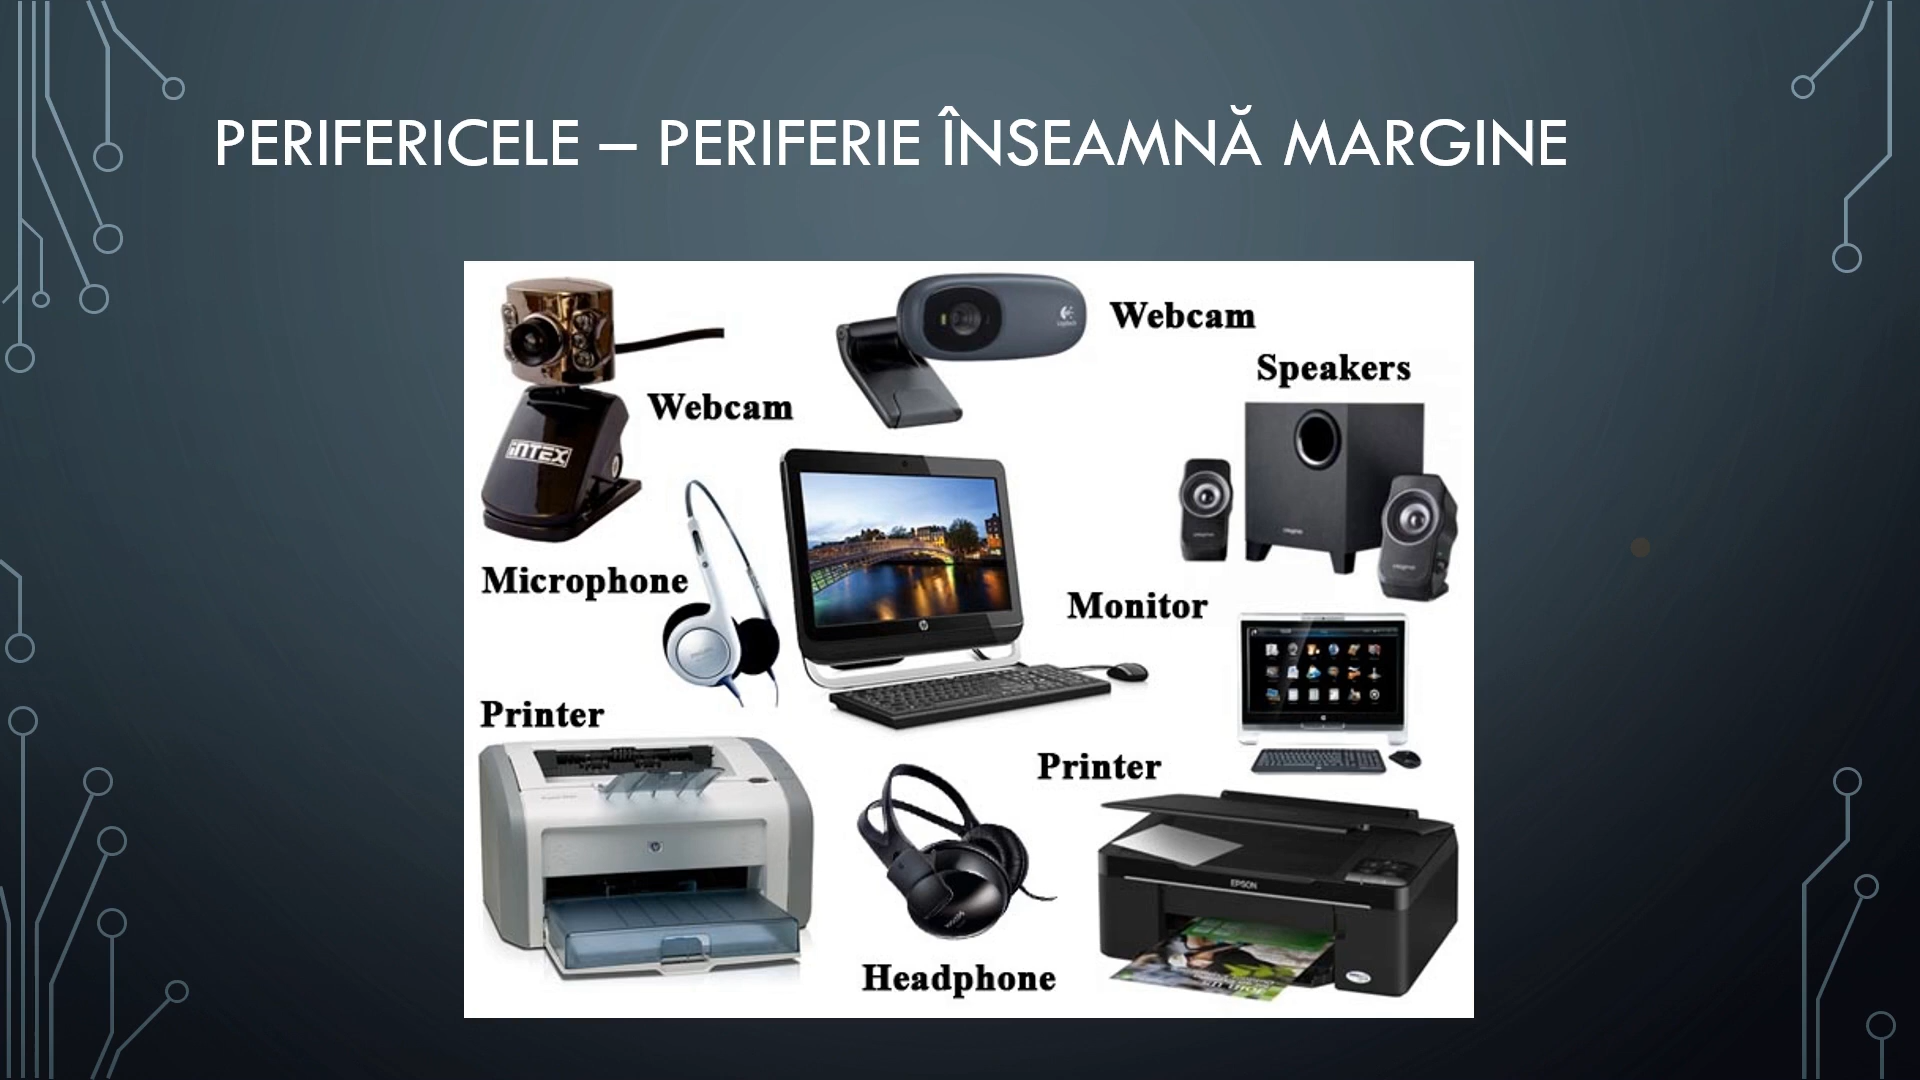 PERIFERICELE – PERIFERIE ÎNSEAMNĂ MARGINE
Webcam
Speakers
Webcam
INTEX
Microphone
Monitor
Printer
Printer
EPSON
Headphone